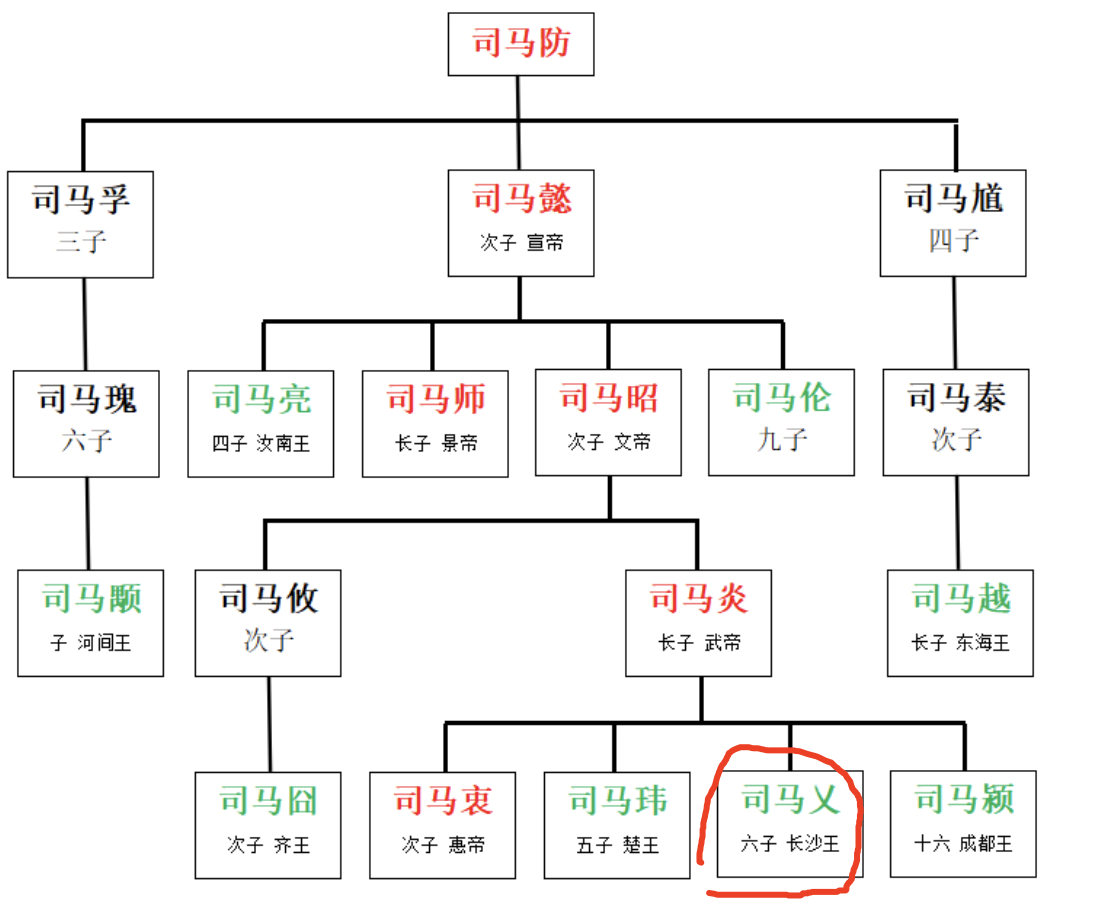 司马防
司马孚
三子
司马懿
次子 宣帝
司马馗
四子
司马瑰
六子
司马亮
四子 汝南王
司马师
长子 景帝
司马昭
次子 文帝
司马伦
九子
司马泰
次子
司马颙
子 河间王
司马攸
次子
司马炎
长子 武帝
司马越
长子 东海王
司马囧
次子 齐王
司马衷
次子 惠帝
司马玮
五子 楚王
司马乂
六子 长沙王
司马颍
十六 成都王